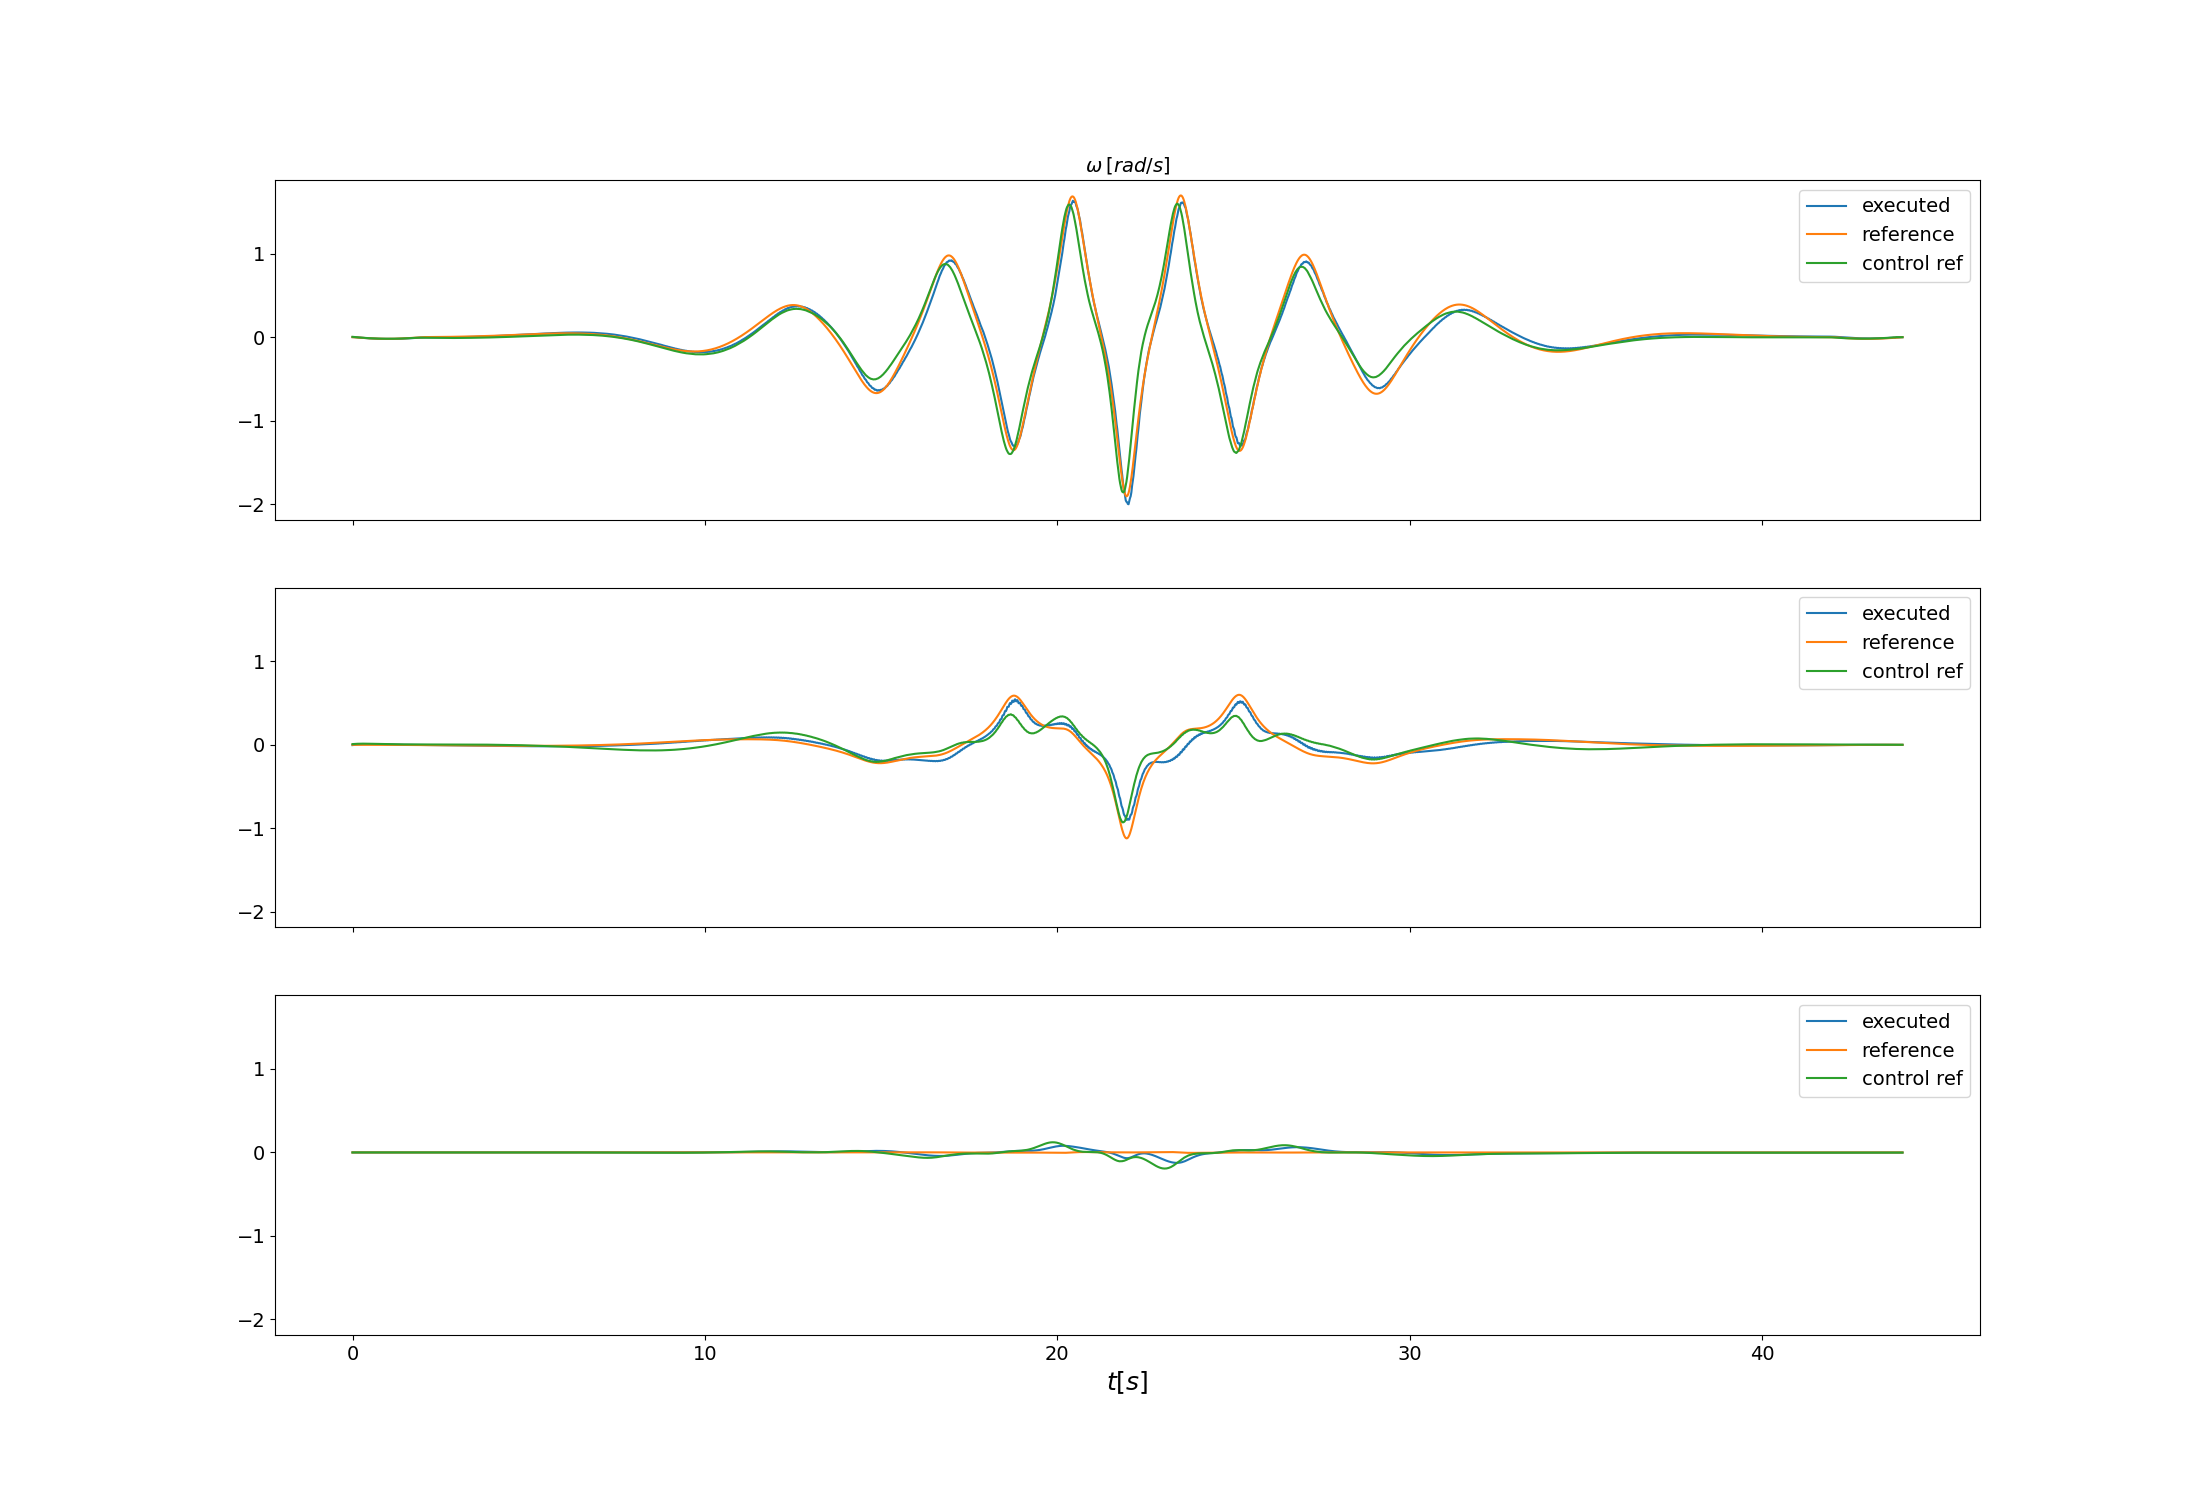 ω [rad/s]
executed
reference
control ref
1
0
−1
−2
executed
reference
control ref
1
0
−1
−2
executed
reference
control ref
1
0
−1
−2
0 10 20 30 40
t[s]